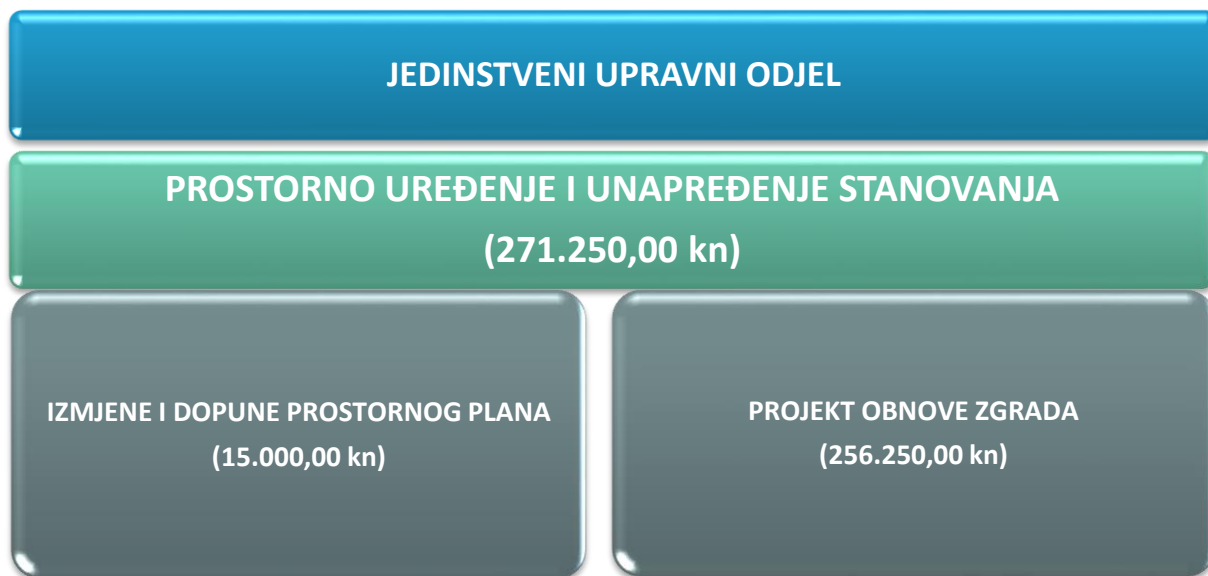 JEDINSTVENI UPRAVNI ODJEL
PROSTORNO UREĐENJE I UNAPREĐENJE STANOVANJA
(271.250,00 kn)
IZMJENE I DOPUNE PROSTORNOG PLANA
(15.000,00 kn)
PROJEKT OBNOVE ZGRADA
(256.250,00 kn)